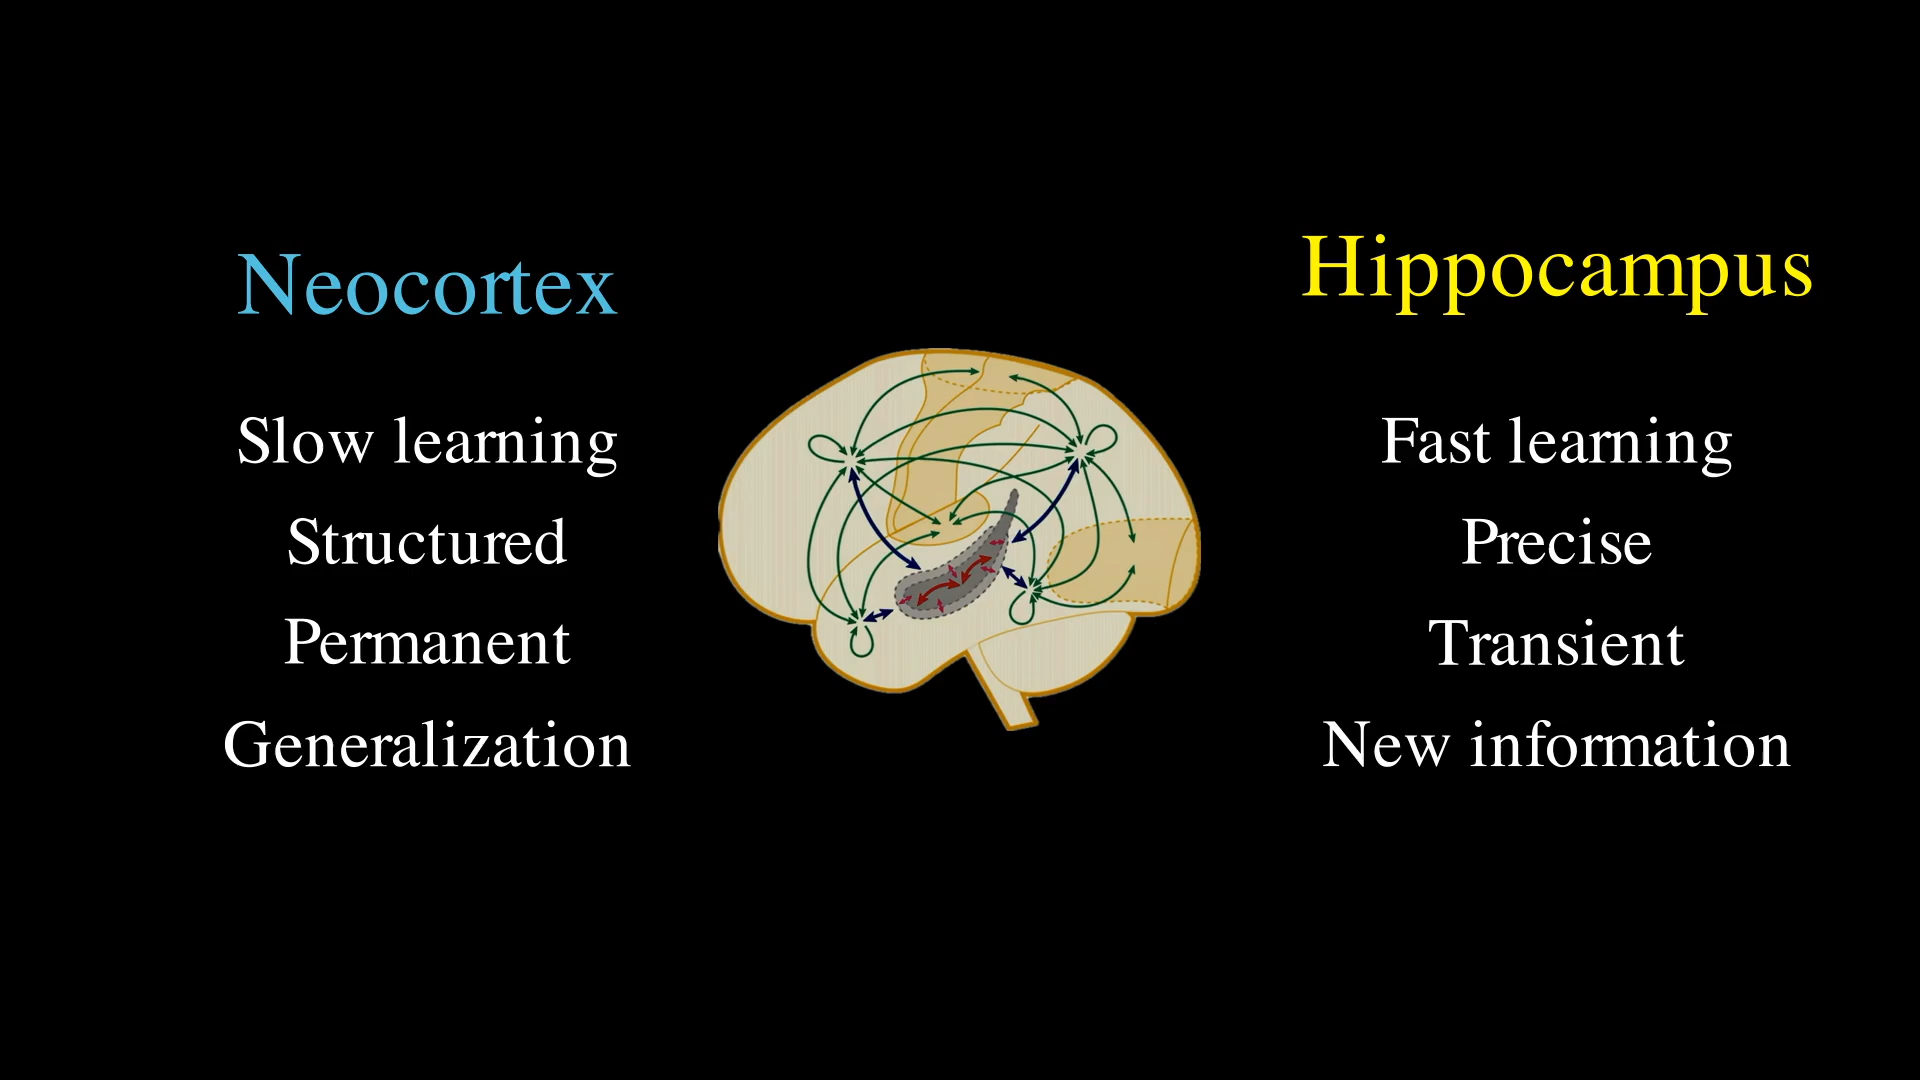 Neocortex
Slow learning
Structured
Permanent
Generalization
Hippocampus
Fast learning
Precise
Transient
New information